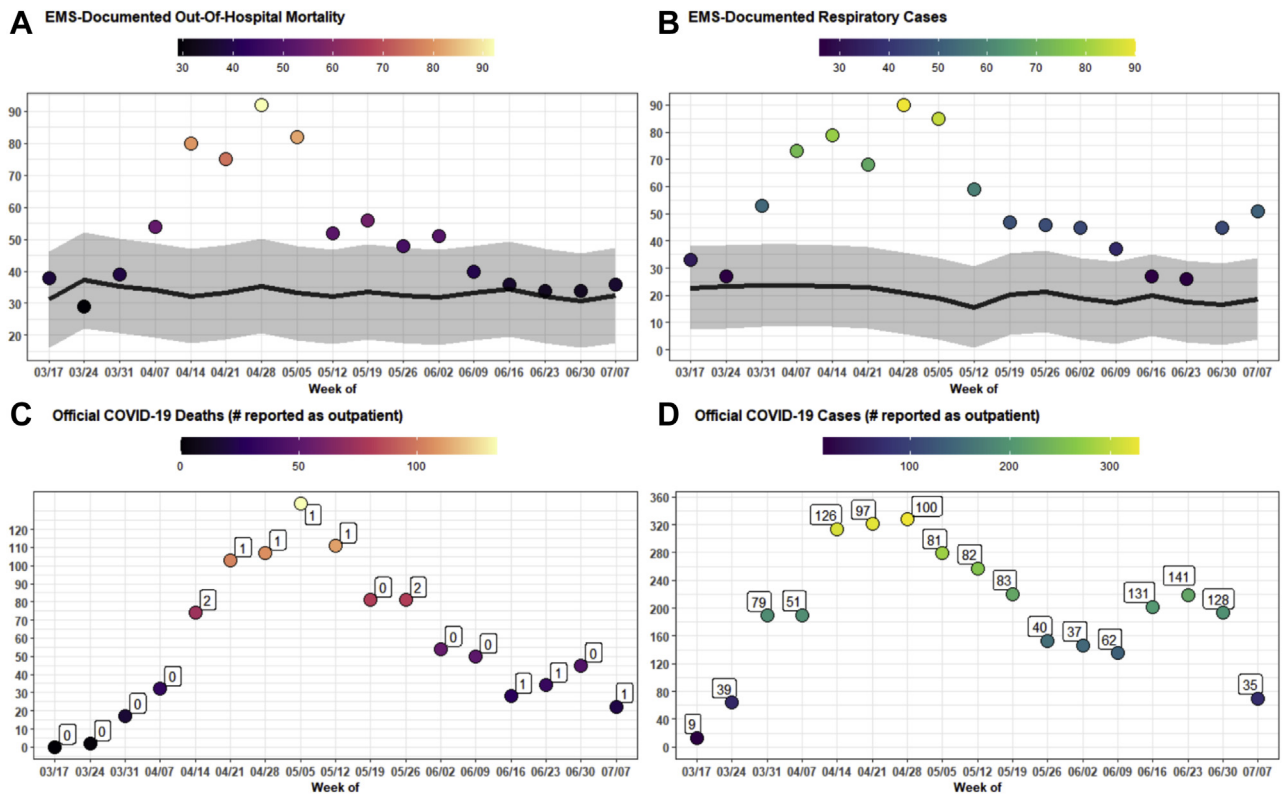 A EMS-Documented Out-Of-Hospital Mortality
30 40 50 60 70 80 90
90
80
70
60
50
40
30
20
03/17 03/24 03/31 04/07 04/14 04/21 04/28 05/05 05/12 05/19 05/26 06/02 06/09 06/16 06/23 06/30 07/07
Week of
B EMS-Documented Respiratory Cases
30 40 50 60 70 80 90
90
80
70
60
50
40
30
20
10
0
03/17 03/24 03/31 04/07 04/14 04/21 04/28 05/05 05/12 05/19 05/26 06/02 06/09 06/16 06/23 06/30 07/07
Week of
C Official COVID-19 Deaths (# reported as outpatient)
0 50 100
120
110
100
90
80
70
60
50
40
30
20
10
0
0 0 0 0 2 1 1 1 1 0 2 0 0 1 1 0 1
03/17 03/24 03/31 04/07 04/14 04/21 04/28 05/05 05/12 05/19 05/26 06/02 06/09 06/16 06/23 06/30 07/07
Week of
D Official COVID-19 Cases (# reported as outpatient)
100 200 300
360
320
280
240
200
160
120
80
40
0
9 39 79 51 126 97 100 81 82 83 40 37 62 131 141 128 35
03/17 03/24 03/31 04/07 04/14 04/21 04/28 05/05 05/12 05/19 05/26 06/02 06/09 06/16 06/23 06/30 07/07
Week of